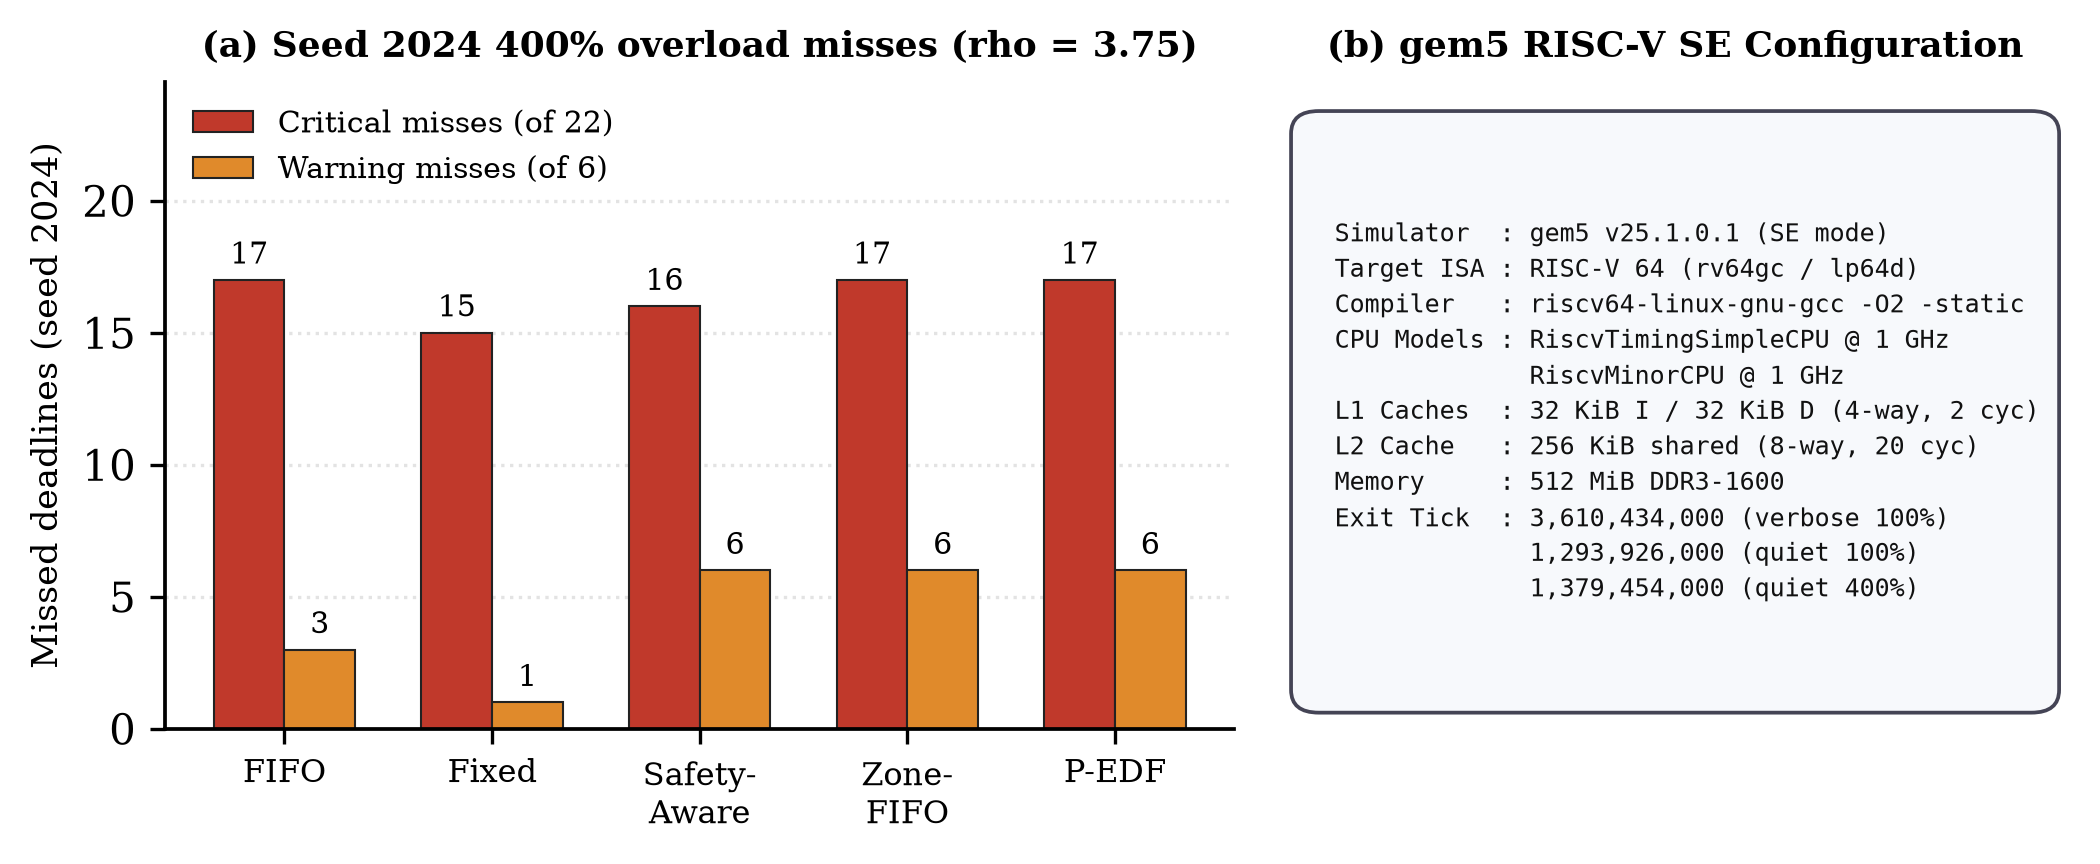 (a) Seed 2024 400% overload misses (rho = 3.75)
Missed deadlines (seed 2024)
Critical misses (of 22)
Warning misses (of 6)
20
15
10
5
0
17
3
15
1
16
6
17
6
17
6
FIFO
Fixed
Safety-
Aware
Zone-
FIFO
P-EDF
(b) gem5 RISC-V SE Configuration
Simulator : gem5 v25.1.0.1 (SE mode)
Target ISA : RISC-V 64 (rv64gc / lp64d)
Compiler : riscv64-linux-gnu-gcc -O2 -static
CPU Models : RiscvTimingSimpleCPU @ 1 GHz
RiscvMinorCPU @ 1 GHz
L1 Caches : 32 KiB I / 32 KiB D (4-way, 2 cyc)
L2 Cache : 256 KiB shared (8-way, 20 cyc)
Memory : 512 MiB DDR3-1600
Exit Tick : 3,610,434,000 (verbose 100%)
1,293,926,000 (quiet 100%)
1,379,454,000 (quiet 400%)